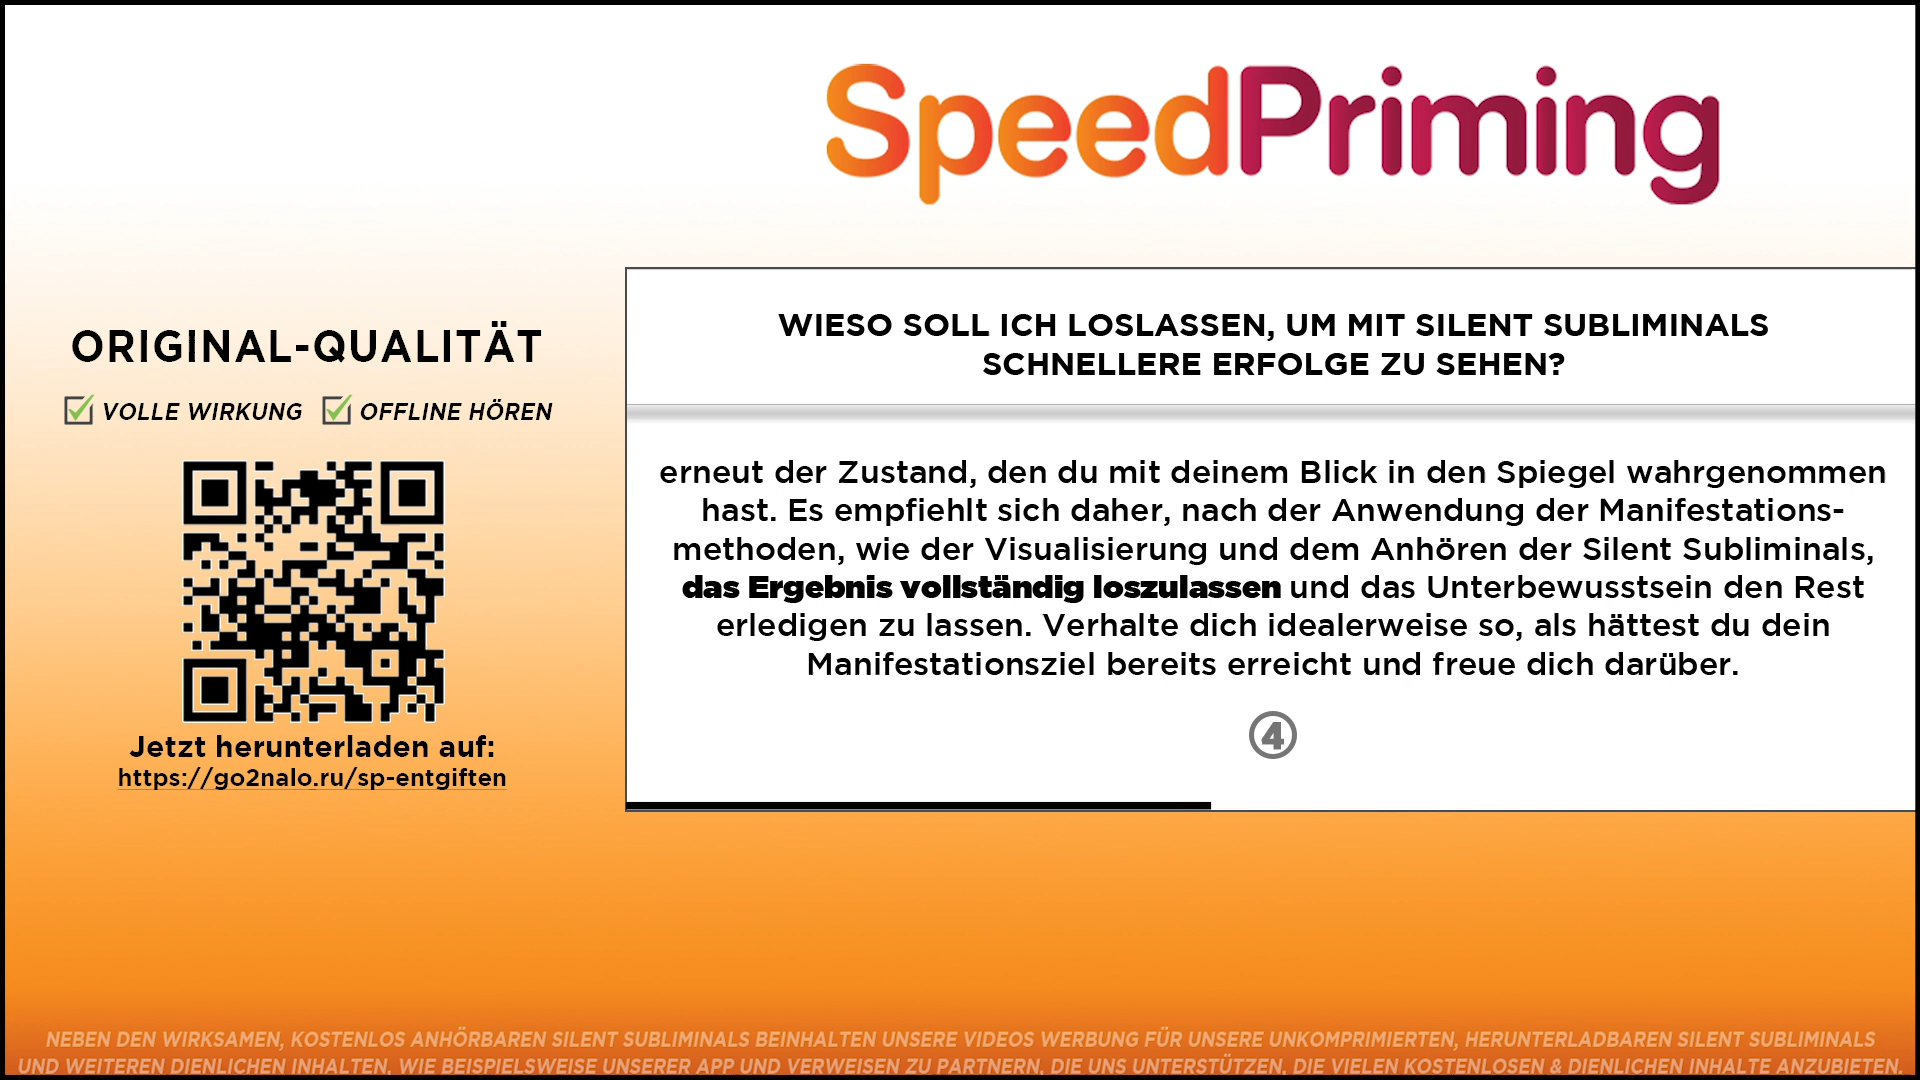 SpeedPriming
ORIGINAL-QUALITÄT
VOLLE WIRKUNG OFFLINE HÖREN
Jetzt herunterladen auf:
https://go2nalo.ru/sp-entgiften
WIESO SOLL ICH LOSLASSEN, UM MIT SILENT SUBLIMINALS
SCHNELLERE ERFOLGE ZU SEHEN?
erneut der Zustand, den du mit deinem Blick in den Spiegel wahrgenommen
hast. Es empfiehlt sich daher, nach der Anwendung der Manifestations-
methoden, wie der Visualisierung und dem Anhören der Silent Subliminals,
das Ergebnis vollständig loszulassen und das Unterbewusstsein den Rest
erledigen zu lassen. Verhalte dich idealerweise so, als hättest du dein
Manifestationsziel bereits erreicht und freue dich darüber.
4
NEBEN DEN WIRKSAMEN, KOSTENLOS ANHÖRBAREN SILENT SUBLIMINALS BEINHALTEN UNSERE VIDEOS WERBUNG FÜR UNSERE UNKOMPRIMIERTEN, HERUNTERLADBAREN SILENT SUBLIMINALS
UND WEITEREN DIENLICHEN INHALTEN, WIE BEISPIELSWEISE UNSERER APP UND VERWEISEN ZU PARTNERN, DIE UNS UNTERSTÜTZEN, DIE VIELEN KOSTENLOSEN & DIENLICHEN INHALTE ANZUBIETEN.